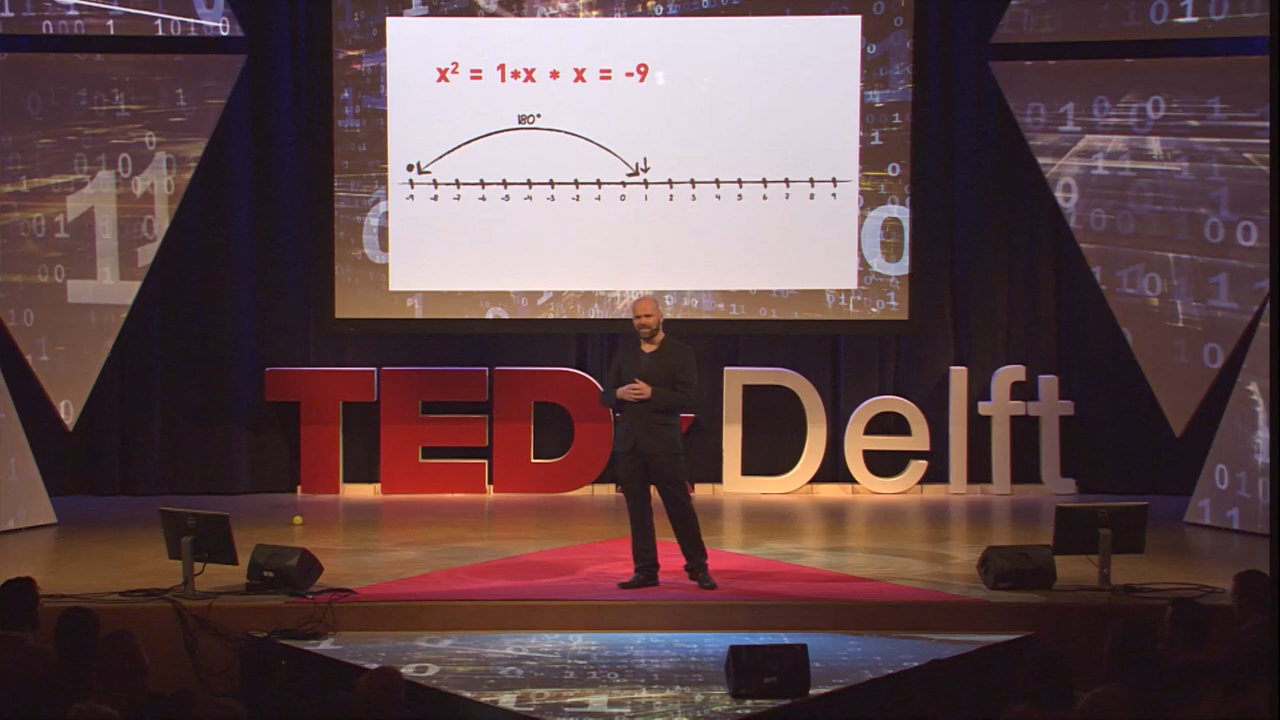 x² = 1*x * x = -9
180°
-9 -8 -7 -6 -5 -4 -3 -2 -1 0 1 2 3 4 5 6 7 8 9
TEDx Delft